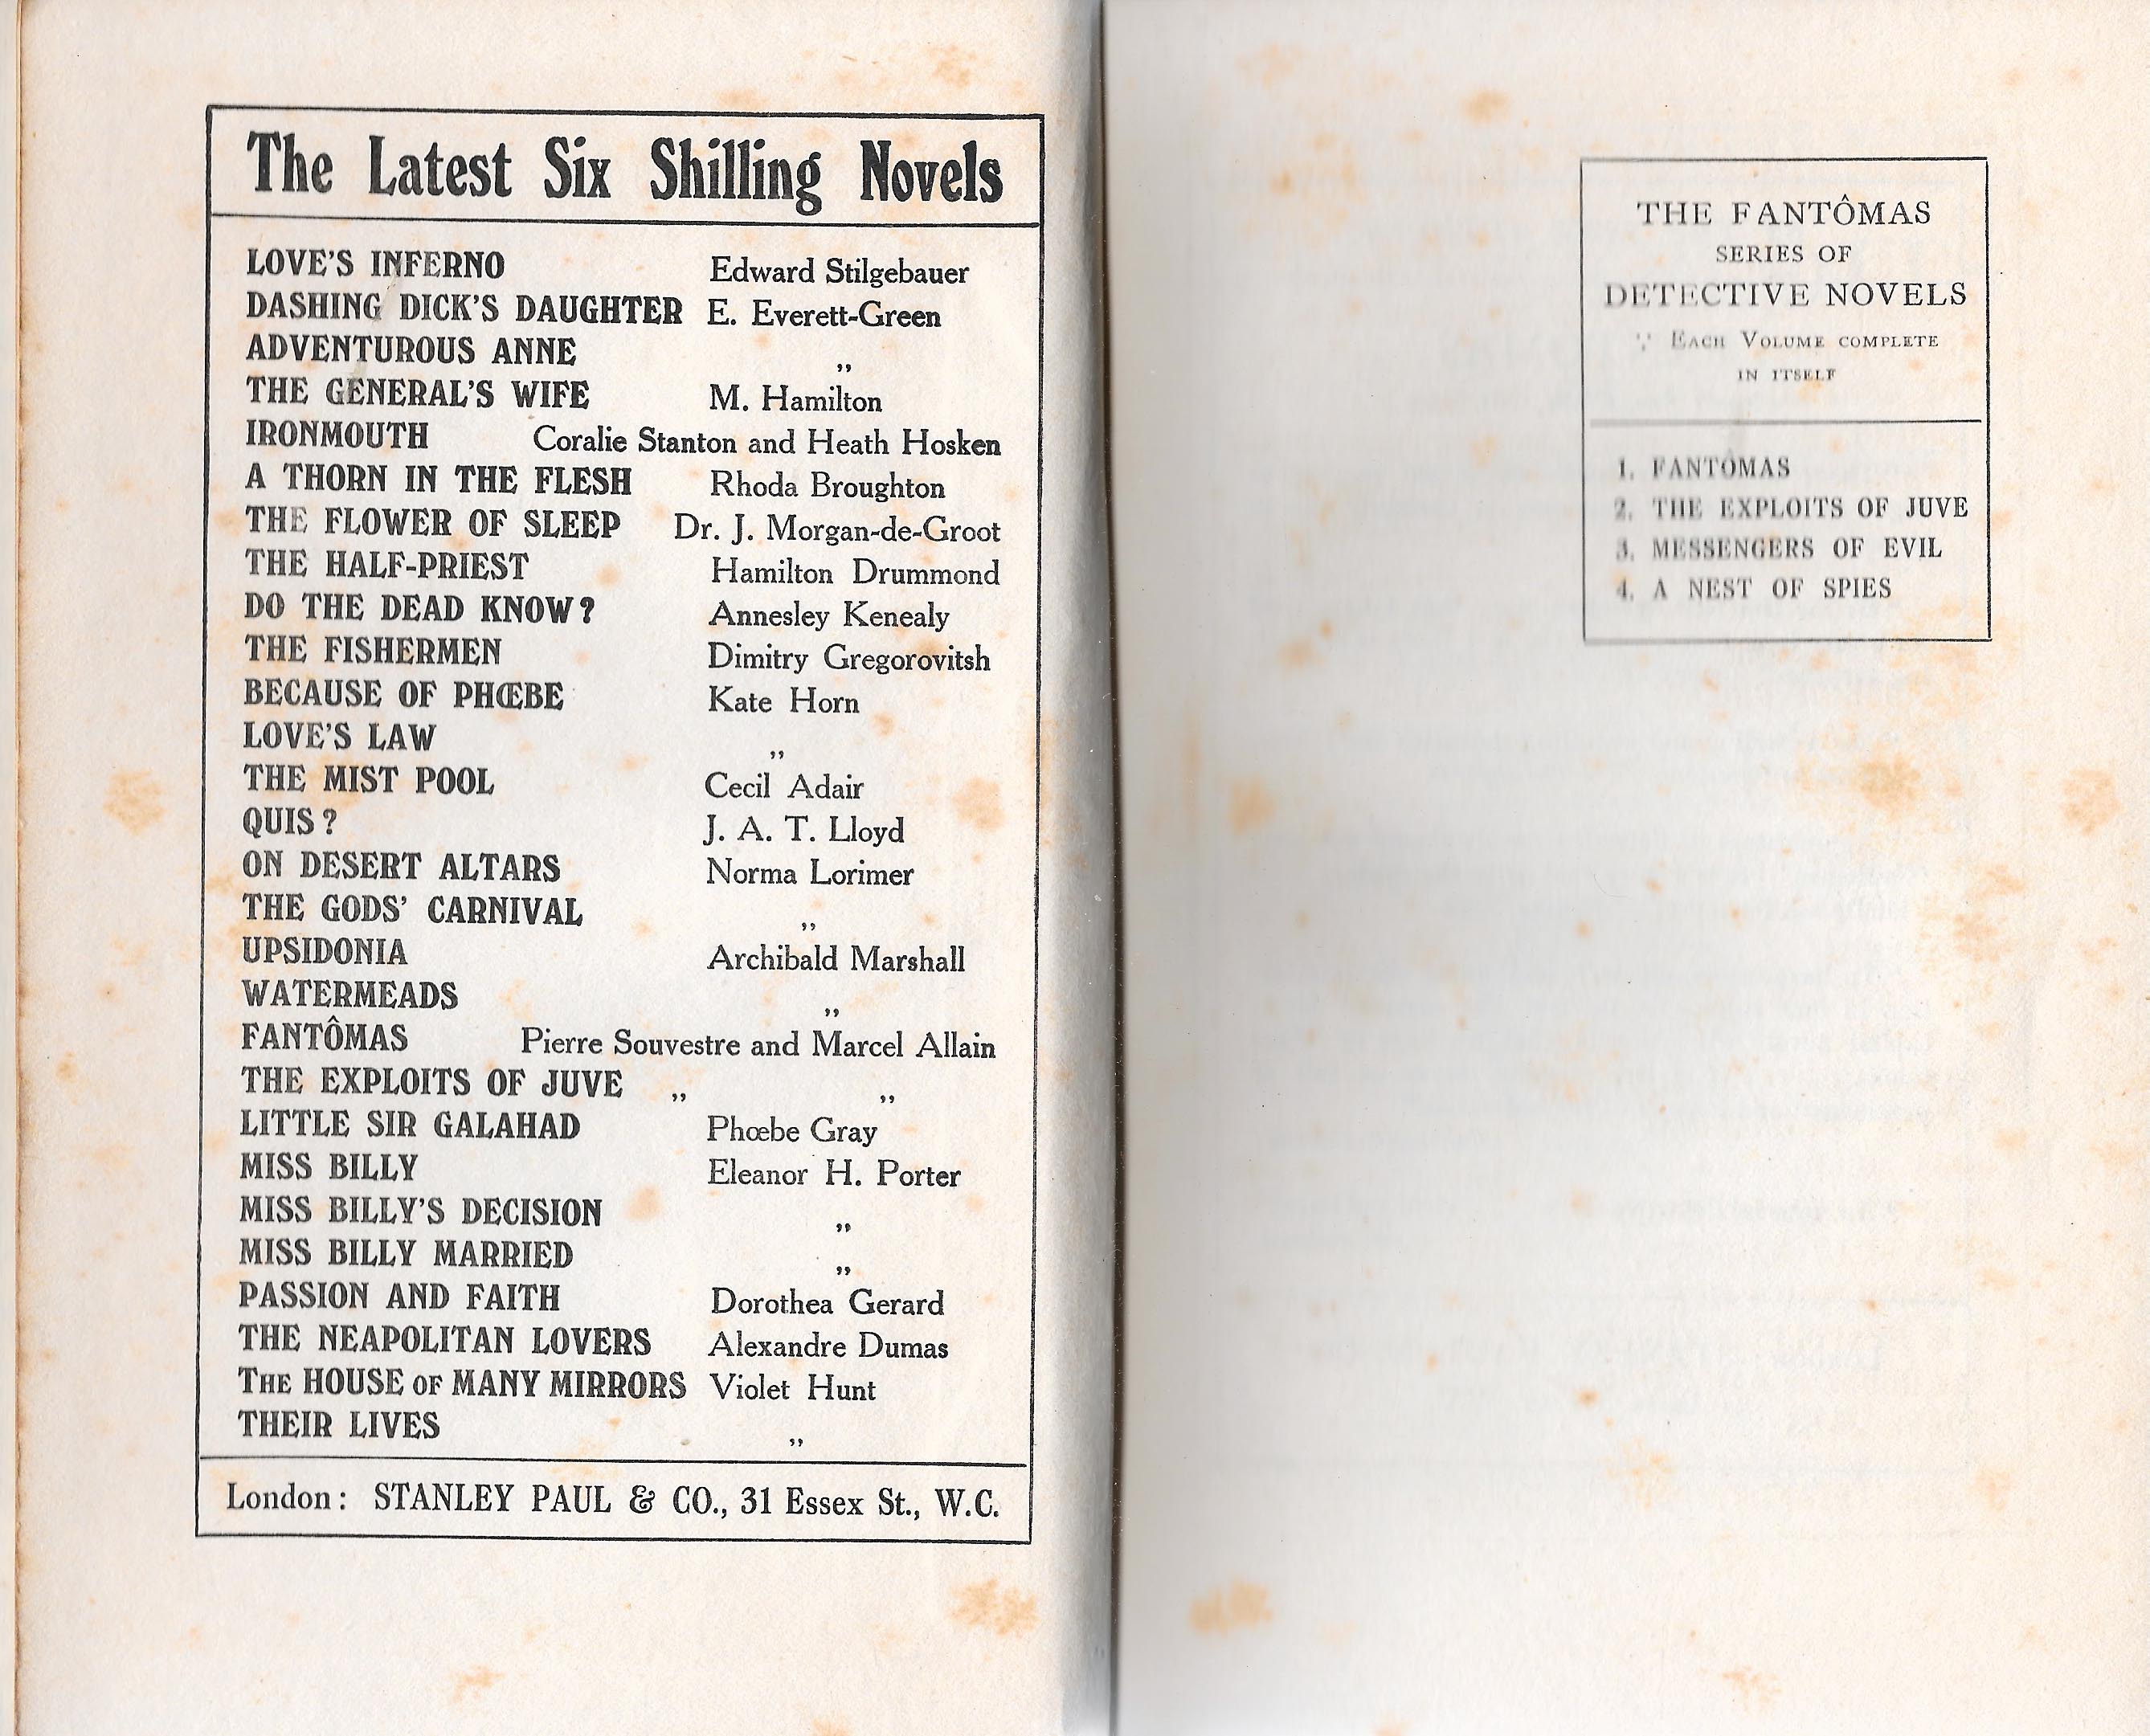 The Latest Six Shilling Novels
LOVE'S INFERNO Edward Stilgebauer
DASHING DICK'S DAUGHTER E. Everett-Green
ADVENTUROUS ANNE ,,
THE GENERAL'S WIFE M. Hamilton
IRONMOUTH Coralie Stanton and Heath Hosken
A THORN IN THE FLESH Rhoda Broughton
THE FLOWER OF SLEEP Dr. J. Morgan-de-Groot
THE HALF-PRIEST Hamilton Drummond
DO THE DEAD KNOW? Annesley Kenealy
THE FISHERMEN Dimitry Gregorovitsh
BECAUSE OF PHŒBE Kate Horn
LOVE'S LAW ,,
THE MIST POOL Cecil Adair
QUIS? J. A. T. Lloyd
ON DESERT ALTARS Norma Lorimer
THE GODS' CARNIVAL ,,
UPSIDONIA Archibald Marshall
WATERMEADS ,,
FANTÔMAS Pierre Souvestre and Marcel Allain
THE EXPLOITS OF JUVE ,, ,,
LITTLE SIR GALAHAD Phœbe Gray
MISS BILLY Eleanor H. Porter
MISS BILLY'S DECISION ,,
MISS BILLY MARRIED ,,
PASSION AND FAITH Dorothea Gerard
THE NEAPOLITAN LOVERS Alexandre Dumas
THE HOUSE OF MANY MIRRORS Violet Hunt
THEIR LIVES ,,
London: STANLEY PAUL & CO., 31 Essex St., W.C.
THE FANTÔMAS
SERIES OF
DETECTIVE NOVELS
∵ EACH VOLUME COMPLETE
IN ITSELF
1. FANTÔMAS
2. THE EXPLOITS OF JUVE
3. MESSENGERS OF EVIL
4. A NEST OF SPIES